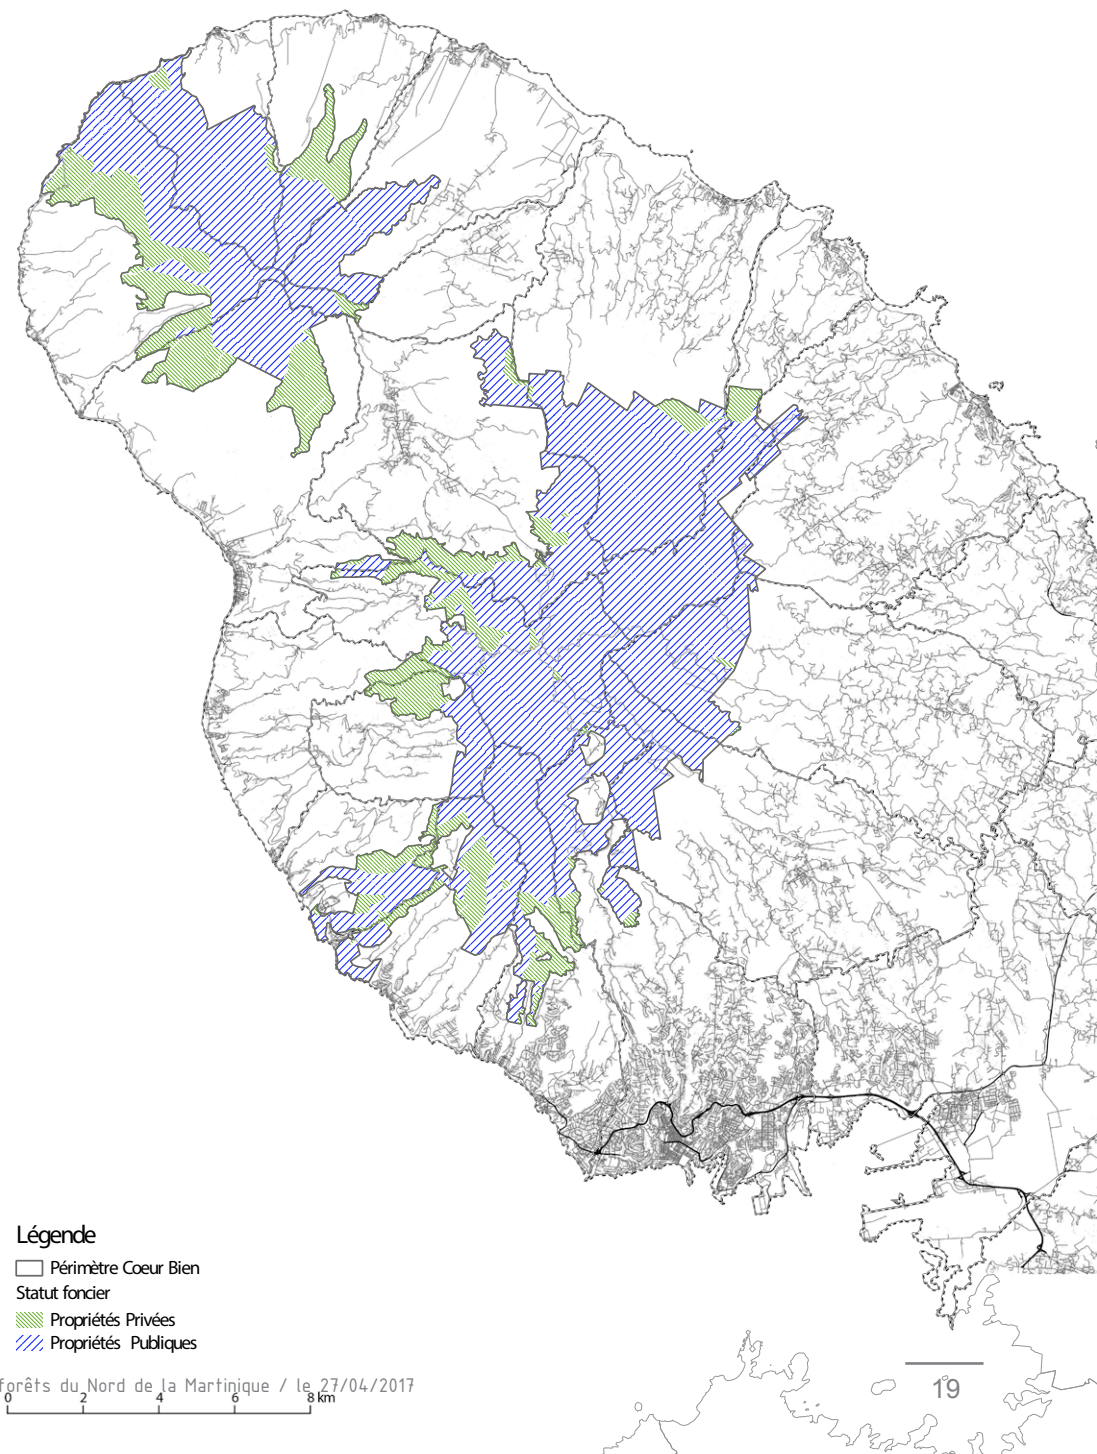 Légende
Périmètre Coeur Bien
Statut foncier
Propriétés Privées
Propriétés Publiques
forêts du Nord de la Martinique / le 27/04/2017
0 2 4 6 8 km
19